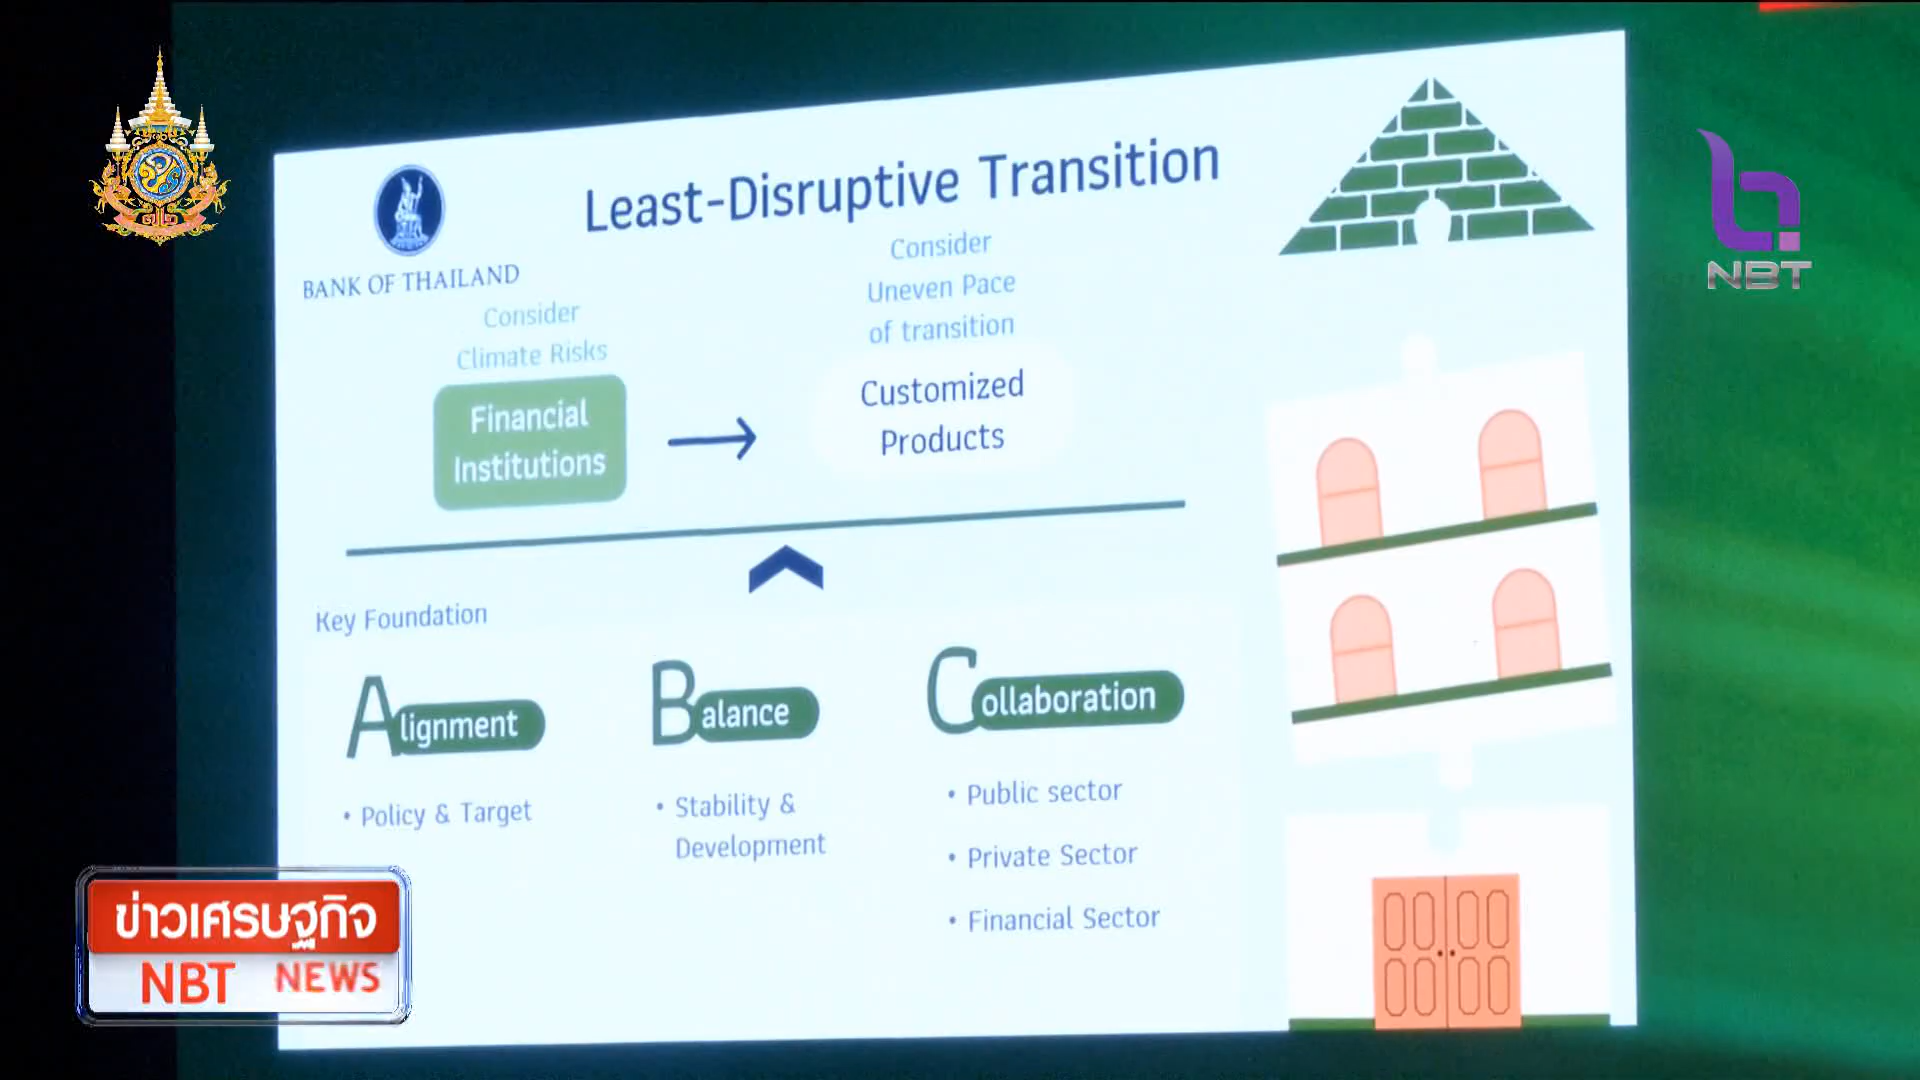 Least-Disruptive Transition
BANK OF THAILAND
Consider
Climate Risks
Financial
Institutions
Consider
Uneven Pace
of transition
Customized
Products
Key Foundation
Alignment
• Policy & Target
Balance
• Stability &
Development
Collaboration
• Public sector
• Private Sector
• Financial Sector
NBT
ข่าวเศรษฐกิจ
NBT NEWS